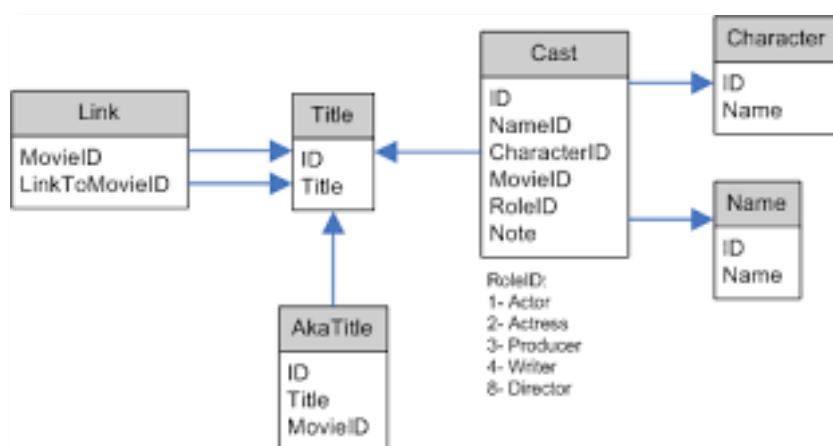 Link
MovieID
LinkToMovieID
Title
ID
Title
AkaTitle
ID
Title
MovieID
Cast
ID
NameID
CharacterID
MovieID
RoleID
Note
RoleID:
1- Actor
2- Actress
3- Producer
4- Writer
8- Director
Character
ID
Name
Name
ID
Name